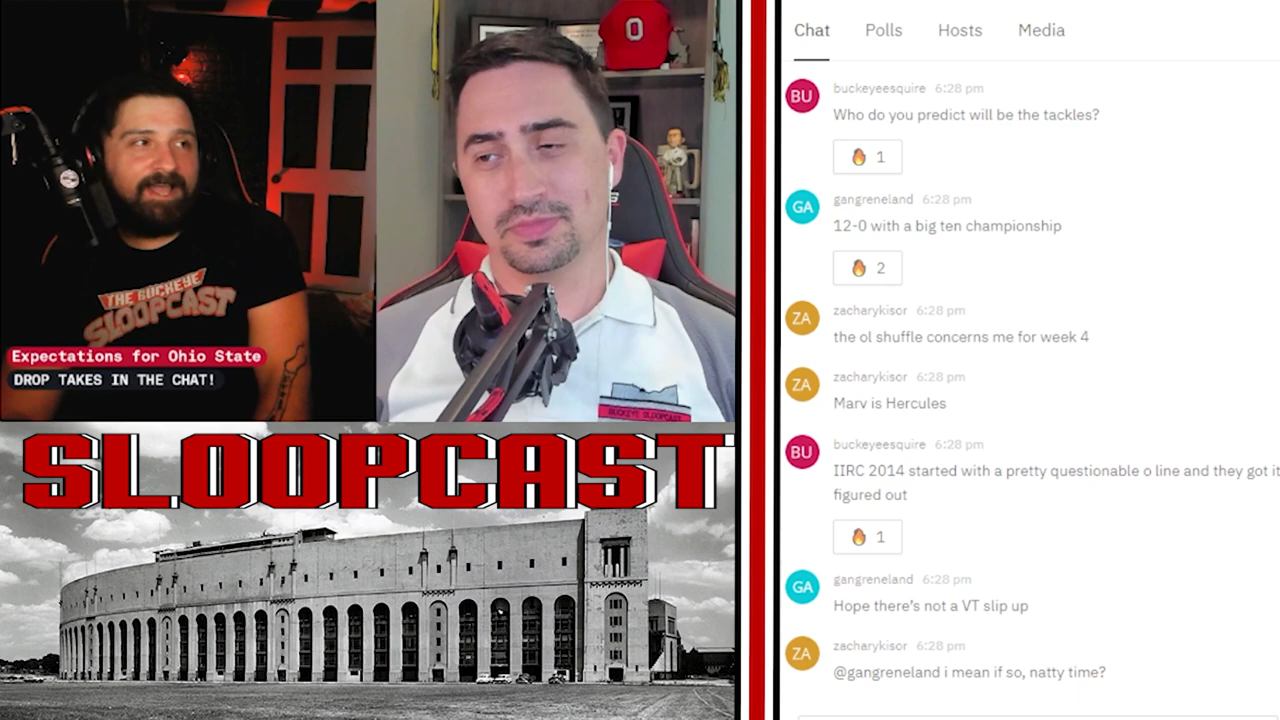 O
THE BUCKEYE
SLOOPCAST
Expectations for Ohio State
DROP TAKES IN THE CHAT!
BUCKEYE SLOOPCAST
SLOOPCAST
Chat Polls Hosts Media
BU
buckeyeesquire 6:28 pm
Who do you predict will be the tackles?
🔥 1
GA
gangreneland 6:28 pm
12-0 with a big ten championship
🔥 2
ZA
zacharykisor 6:28 pm
the ol shuffle concerns me for week 4
ZA
zacharykisor 6:28 pm
Marv is Hercules
BU
buckeyeesquire 6:28 pm
IIRC 2014 started with a pretty questionable o line and they got it
figured out
🔥 1
GA
gangreneland 6:28 pm
Hope there's not a VT slip up
ZA
zacharykisor 6:28 pm
@gangreneland i mean if so, natty time?